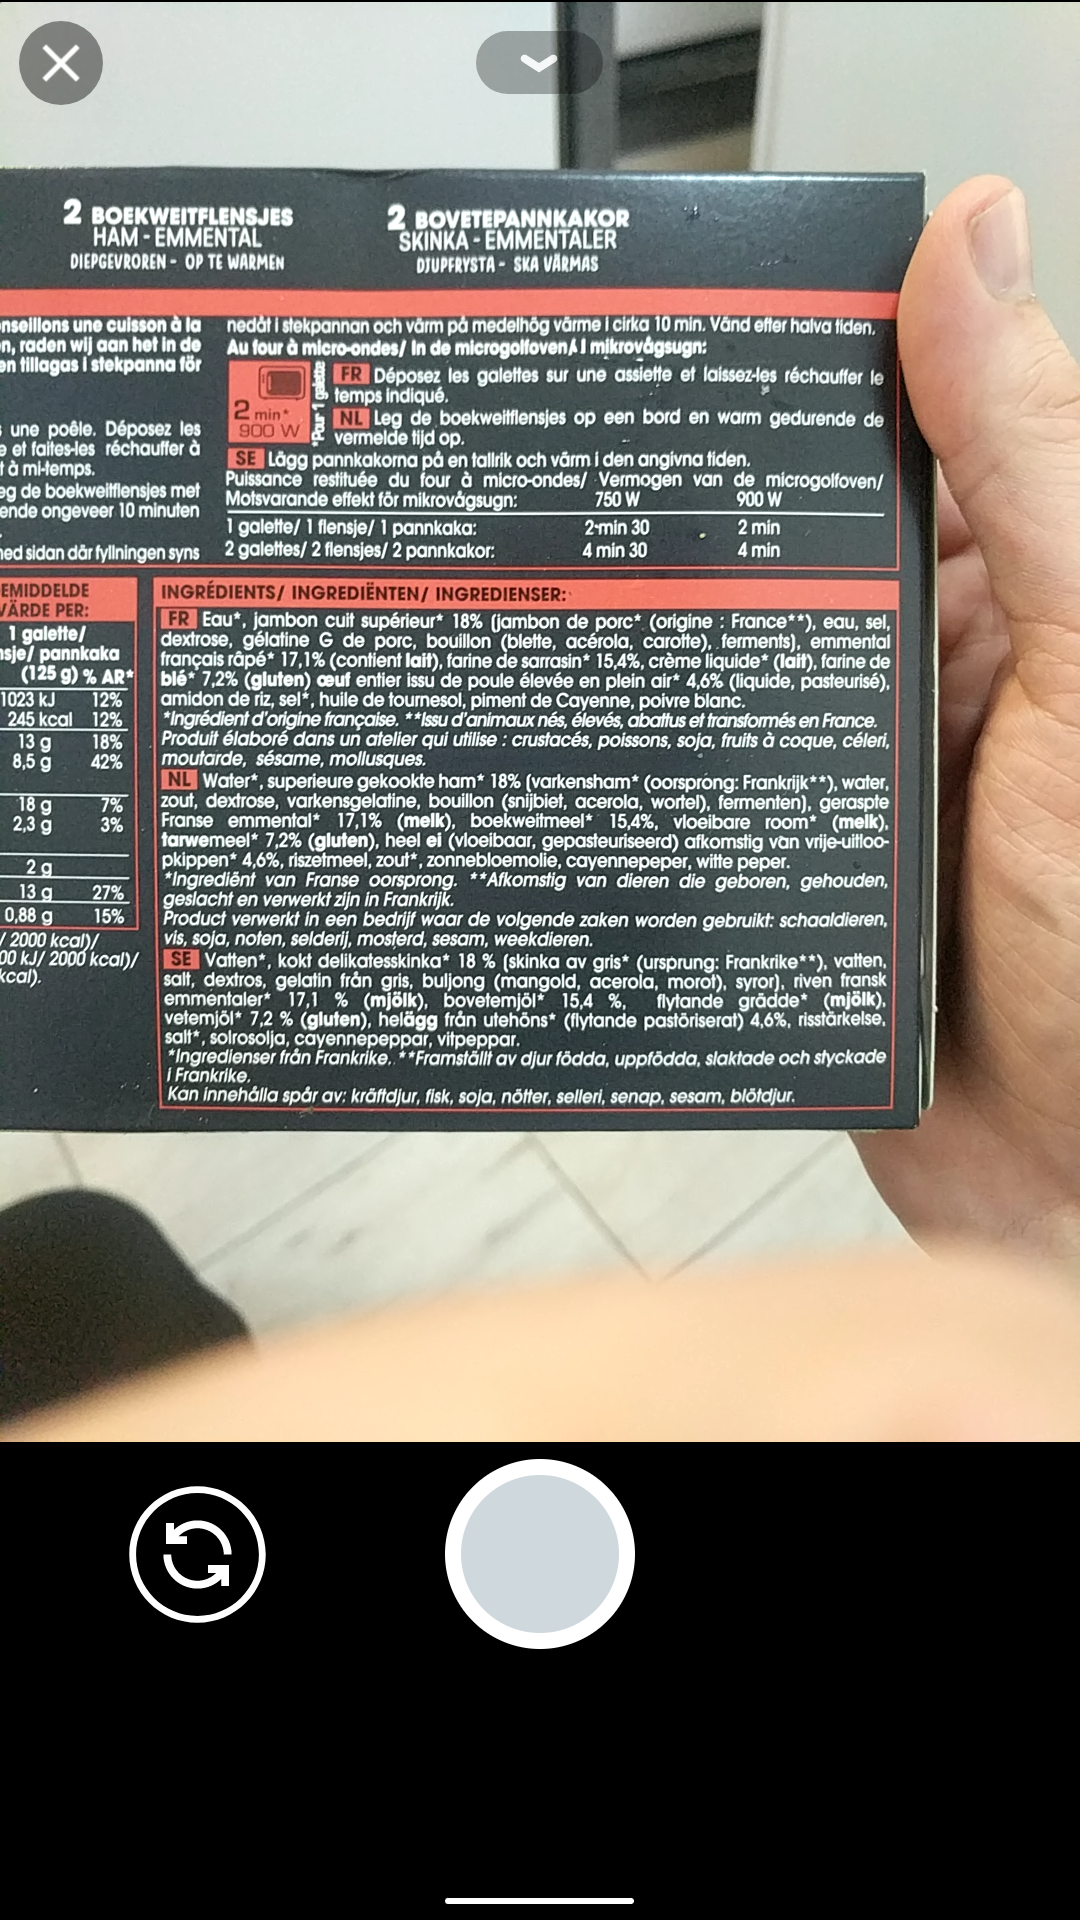 2 BOEKWEITFLENSJES
HAM - EMMENTAL
DIEPGEVROREN - OP TE WARMEN
2 BOVETEPANNKAKOR
SKINKA - EMMENTALER
DJUPFRYSTA - SKA VÄRMAS
nseillons une cuisson à la
n, raden wij aan het in de
en tillagas i stekpanna för
une poêle. Déposez les
e et faites-les réchauffer à
t à mi-temps.
eg de boekweitflensjes met
ende ongeveer 10 minuten
ned sidan där fyllningen syns
nedåt i stekpannan och värm på medelhög värme i cirka 10 min. Vänd efter halva tiden.
Au four à micro-ondes/ In de microgolfoven/ I mikrovågsugn:
2 min*
900 W
*Pour 1 galette
FR Déposez les galettes sur une assiette et laissez-les réchauffer le
temps indiqué.
NL Leg de boekweitflensjes op een bord en warm gedurende de
vermelde tijd op.
SE Lägg pannkakorna på en tallrik och värm i den angivna tiden.
Puissance restituée du four à micro-ondes/ Vermogen van de microgolfoven/
Motsvarande effekt för mikrovågsugn: 750 W 900 W
1 galette/ 1 flensje/ 1 pannkaka: 2 min 30 2 min
2 galettes/ 2 flensjes/ 2 pannkakor: 4 min 30 4 min
EMIDDELDE
VÄRDE PER:
1 galette/
nsje/ pannkaka
(125 g) % AR*
1023 kJ 12%
245 kcal 12%
13 g 18%
8,5 g 42%
18 g 7%
2,3 g 3%
2 g
13 g 27%
0,88 g 15%
/ 2000 kcal)/
00 kJ/ 2000 kcal)/
kcal).
INGRÉDIENTS/ INGREDIËNTEN/ INGREDIENSER:
FR Eau*, jambon cuit supérieur* 18% (jambon de porc* (origine : France**), eau, sel,
dextrose, gélatine G de porc, bouillon (blette, acérola, carotte), ferments), emmental
français râpé* 17,1% (contient lait), farine de sarrasin* 15,4%, crème liquide* (lait), farine de
blé* 7,2% (gluten) œuf entier issu de poule élevée en plein air* 4,6% (liquide, pasteurisé),
amidon de riz, sel*, huile de tournesol, piment de Cayenne, poivre blanc.
*Ingrédient d'origine française. **Issu d'animaux nés, élevés, abattus et transformés en France.
Produit élaboré dans un atelier qui utilise : crustacés, poissons, soja, fruits à coque, céleri,
moutarde, sésame, mollusques.
NL Water*, superieure gekookte ham* 18% (varkensham* (oorsprong: Frankrijk**), water,
zout, dextrose, varkensgelatine, bouillon (snijbiet, acerola, wortel), fermenten), geraspte
Franse emmental* 17,1% (melk), boekweitmeel* 15,4%, vloeibare room* (melk),
tarwemeel* 7,2% (gluten), heel ei (vloeibaar, gepasteuriseerd) afkomstig van vrije-uitloo-
pkippen* 4,6%, riszetmeel, zout*, zonnebloemolie, cayennepeper, witte peper.
*Ingrediënt van Franse oorsprong. **Afkomstig van dieren die geboren, gehouden,
geslacht en verwerkt zijn in Frankrijk.
Product verwerkt in een bedrijf waar de volgende zaken worden gebruikt: schaaldieren,
vis, soja, noten, selderij, mosterd, sesam, weekdieren.
SE Vatten*, kokt delikatesskinka* 18 % (skinka av gris* (ursprung: Frankrike**), vatten,
salt, dextros, gelatin från gris, buljong (mangold, acerola, morot), syror), riven fransk
emmentaler* 17,1 % (mjölk), bovetemjöl* 15,4 %, flytande grädde* (mjölk),
vetemjöl* 7,2 % (gluten), helägg från utehöns* (flytande pastöriserat) 4,6%, risstärkelse,
salt*, solrosolja, cayennepeppar, vitpeppar.
*Ingredienser från Frankrike. **Framställt av djur födda, uppfödda, slaktade och styckade
i Frankrike.
Kan innehålla spår av: kräftdjur, fisk, soja, nötter, selleri, senap, sesam, blötdjur.